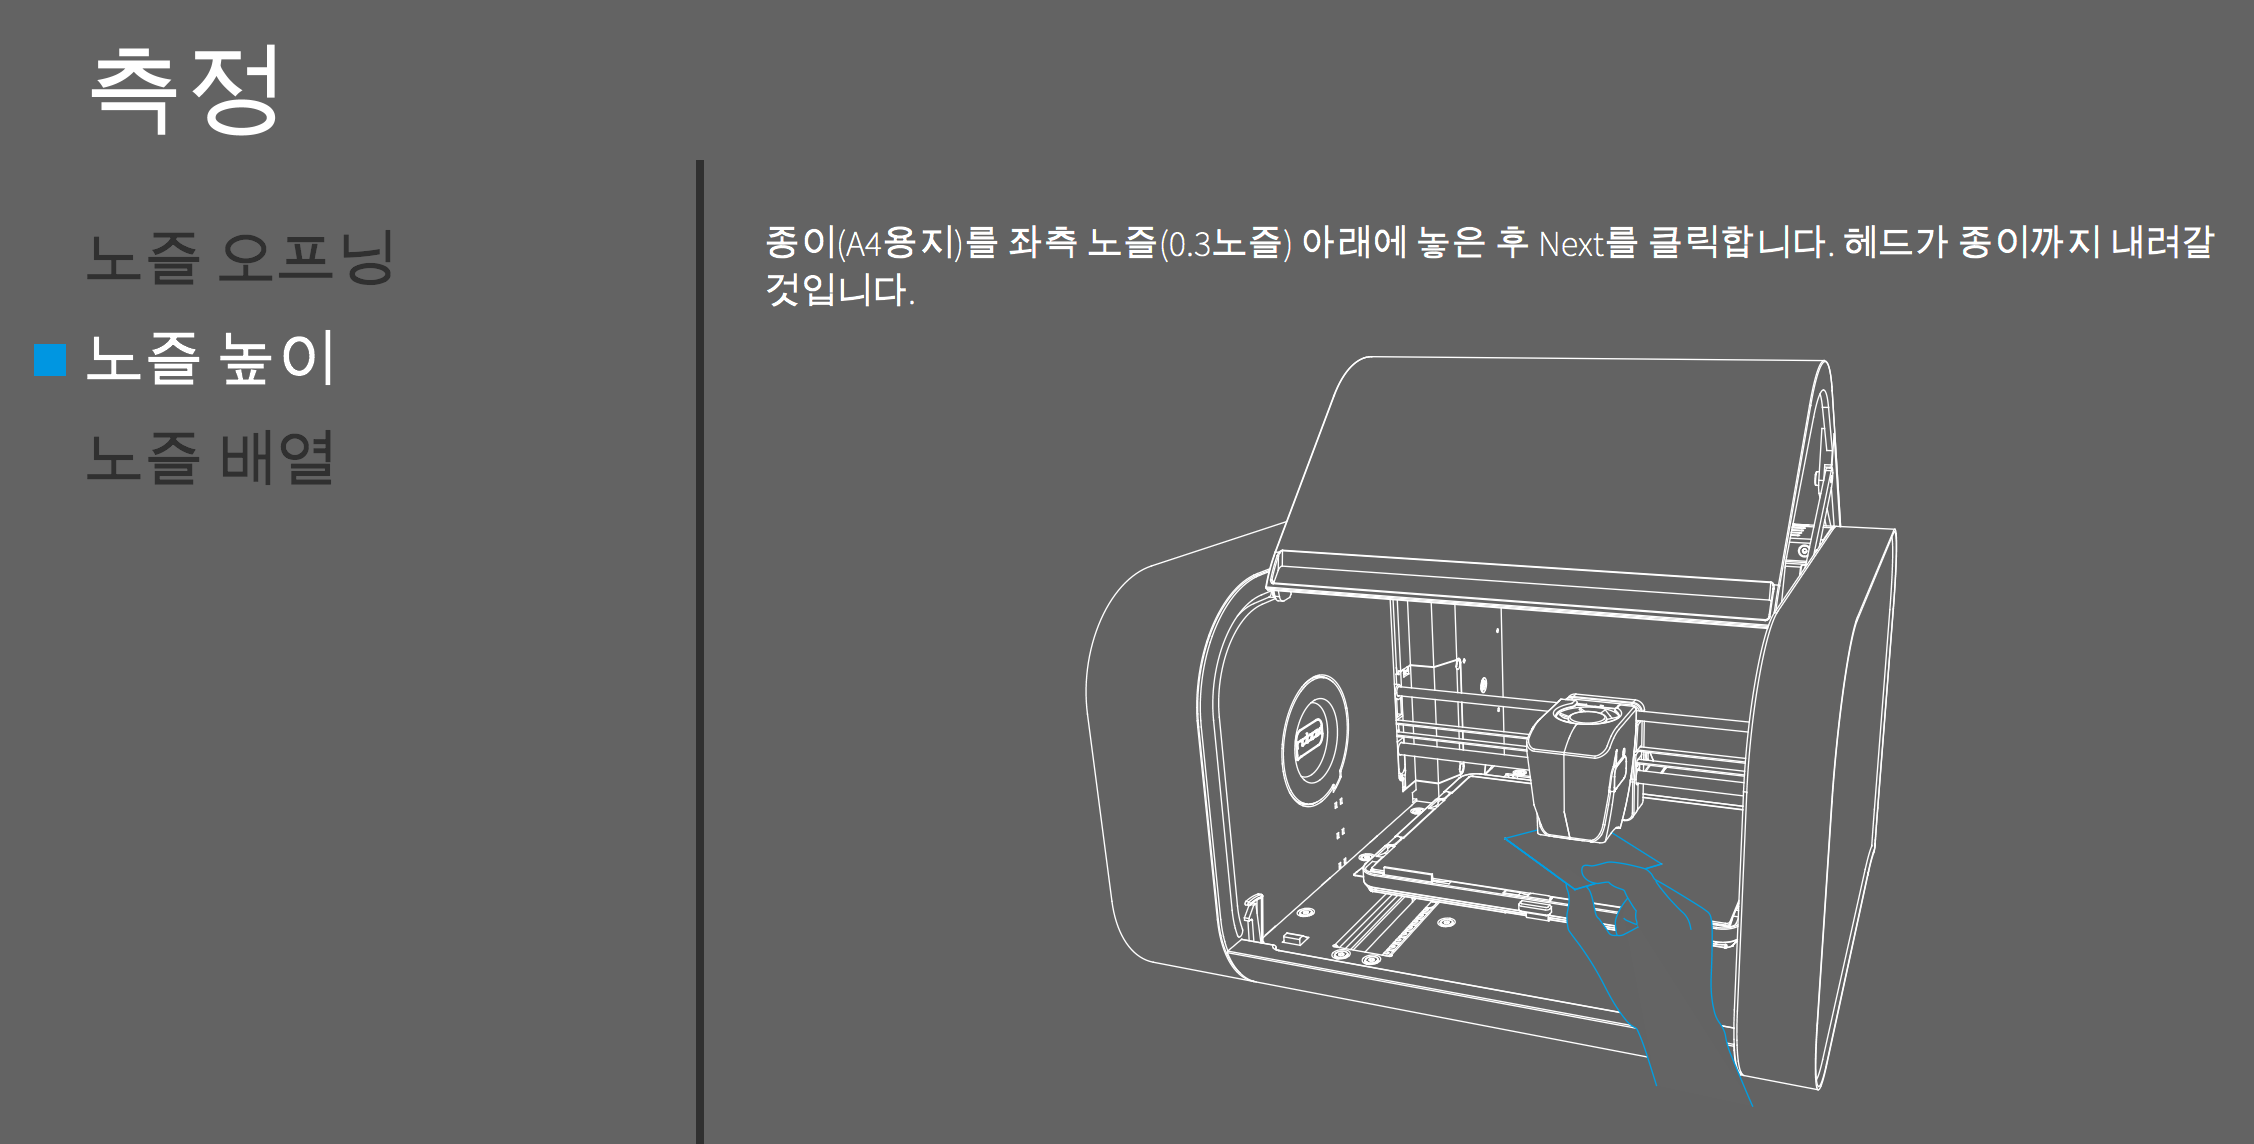 측정
노즐 오프닝
노즐 높이
노즐 배열
종이(A4용지)를 좌측 노즐(0.3노즐) 아래에 놓은 후 Next를 클릭합니다. 헤드가 종이까지 내려갈
것입니다.